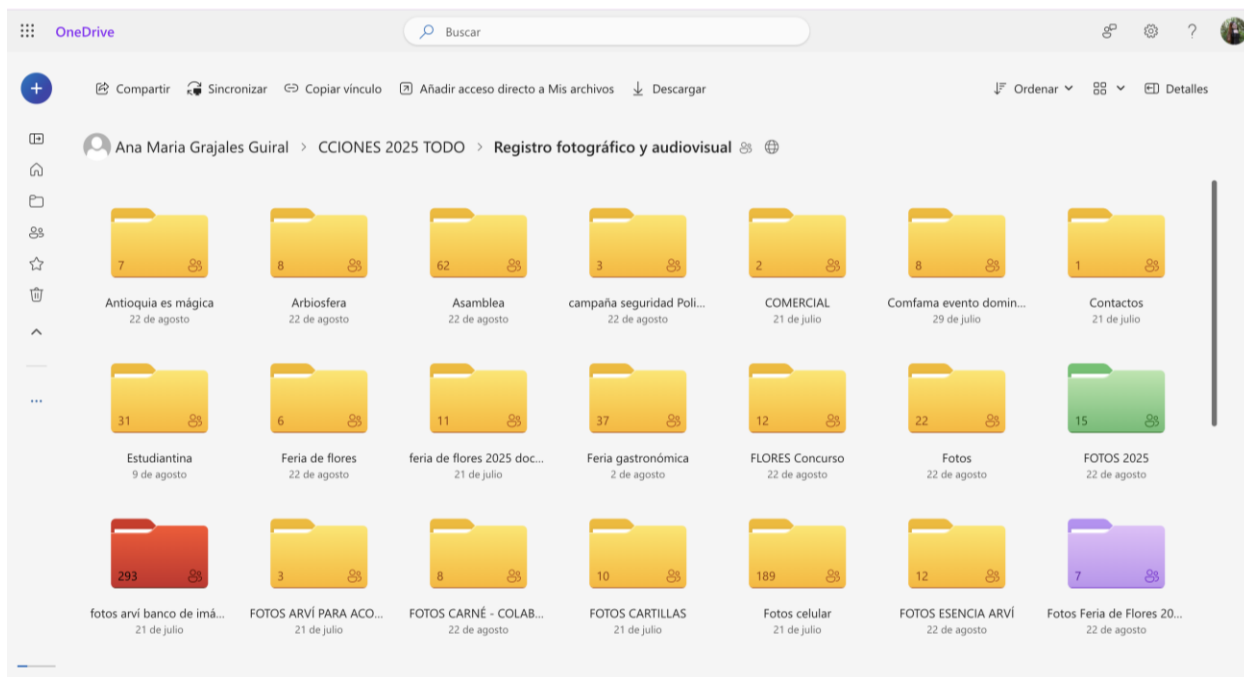 OneDrive
Buscar
Compartir Sincronizar Copiar vínculo Añadir acceso directo a Mis archivos Descargar Ordenar Detalles
Ana Maria Grajales Guiral > CCIONES 2025 TODO > Registro fotográfico y audiovisual
7 8 62 3 2 8 1
Antioquia es mágica Arbiosfera Asamblea campaña seguridad Poli... COMERCIAL Comfama evento domin... Contactos
22 de agosto 22 de agosto 22 de agosto 22 de agosto 21 de julio 29 de julio 21 de julio
31 6 11 37 12 22 15
Estudiantina Feria de flores feria de flores 2025 doc... Feria gastronómica FLORES Concurso Fotos FOTOS 2025
9 de agosto 22 de agosto 21 de julio 2 de agosto 22 de agosto 22 de agosto 22 de agosto
293 3 8 10 189 12 7
fotos arví banco de imá... FOTOS ARVÍ PARA ACO... FOTOS CARNÉ - COLAB... FOTOS CARTILLAS Fotos celular FOTOS ESENCIA ARVÍ Fotos Feria de Flores 20...
21 de julio 21 de julio 22 de agosto 21 de julio 21 de julio 22 de agosto 22 de agosto